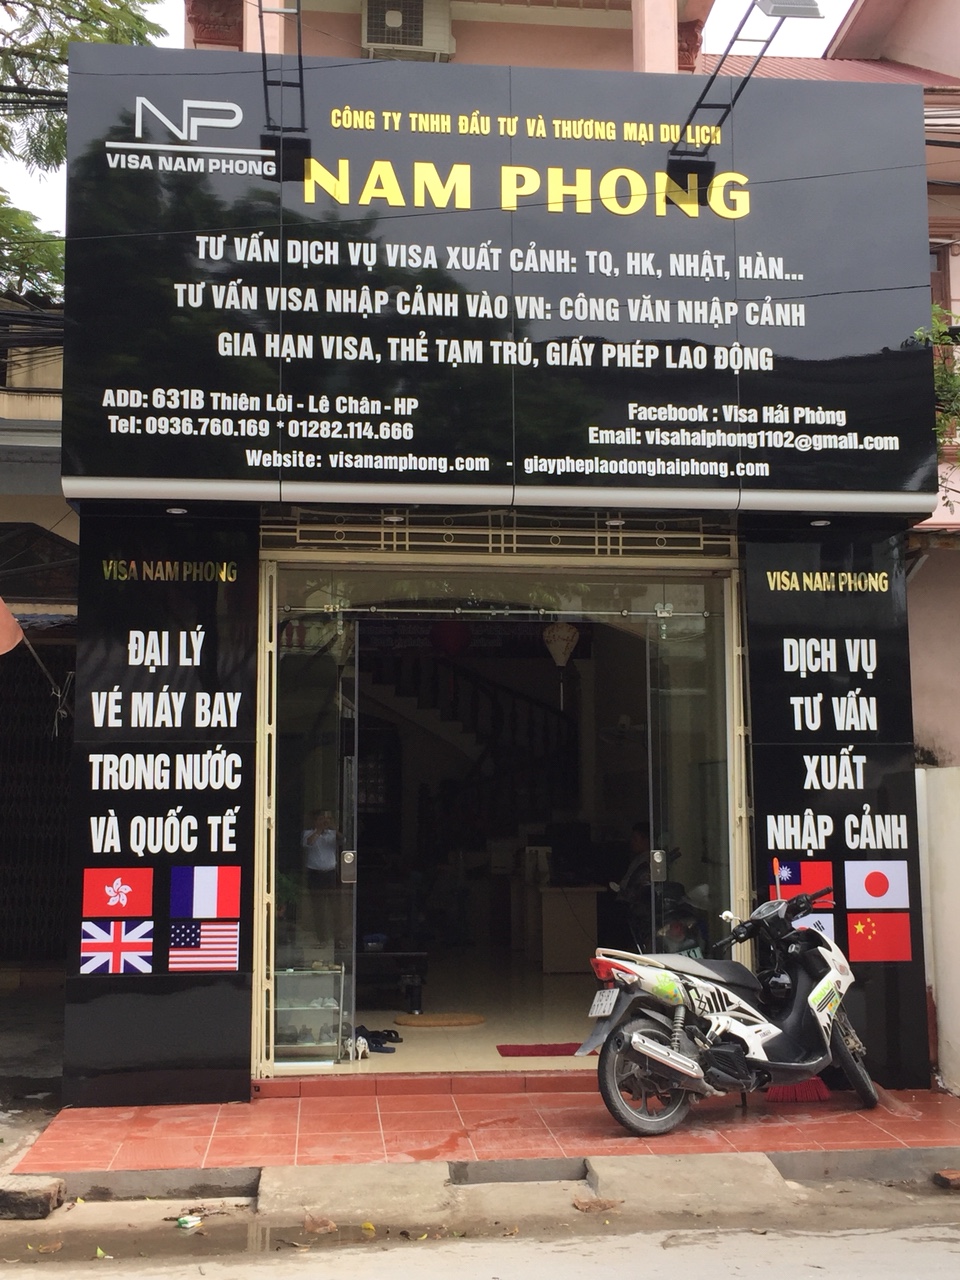 NP
VISA NAM PHONG
CÔNG TY TNHH ĐẦU TƯ VÀ THƯƠNG MẠI DU LỊCH
NAM PHONG
TƯ VẤN DỊCH VỤ VISA XUẤT CẢNH: TQ, HK, NHẬT, HÀN...
TƯ VẤN VISA NHẬP CẢNH VÀO VN: CÔNG VĂN NHẬP CẢNH
GIA HẠN VISA, THẺ TẠM TRÚ, GIẤY PHÉP LAO ĐỘNG
ADD: 631B Thiên Lôi - Lê Chân - HP
Tel: 0936.760.169 * 01282.114.666
Facebook : Visa Hải Phòng
Email: visahaiphong1102@gmail.com
Website: visanamphong.com - giaypheplaodonghaiphong.com
VISA NAM PHONG
ĐẠI LÝ
VÉ MÁY BAY
TRONG NƯỚC
VÀ QUỐC TẾ
VISA NAM PHONG
DỊCH VỤ
TƯ VẤN
XUẤT
NHẬP CẢNH